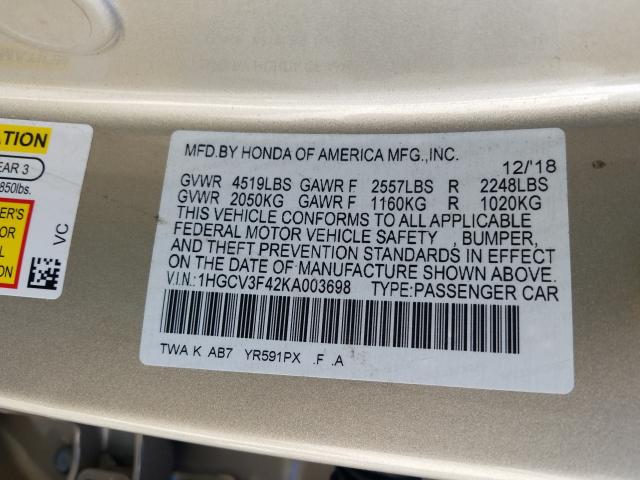 ATION
EAR 3
850lbs.
ER'S
OR
L
NG
VC
MFD.BY HONDA OF AMERICA MFG.,INC.
12/'18
GVWR 4519LBS GAWR F 2557LBS R 2248LBS
GVWR 2050KG GAWR F 1160KG R 1020KG
THIS VEHICLE CONFORMS TO ALL APPLICABLE
FEDERAL MOTOR VEHICLE SAFETY , BUMPER,
AND THEFT PREVENTION STANDARDS IN EFFECT
ON THE DATE OF MANUFACTURE SHOWN ABOVE.
V.I.N.:1HGCV3F42KA003698 TYPE:PASSENGER CAR
TWA K AB7 YR591PX .F .A